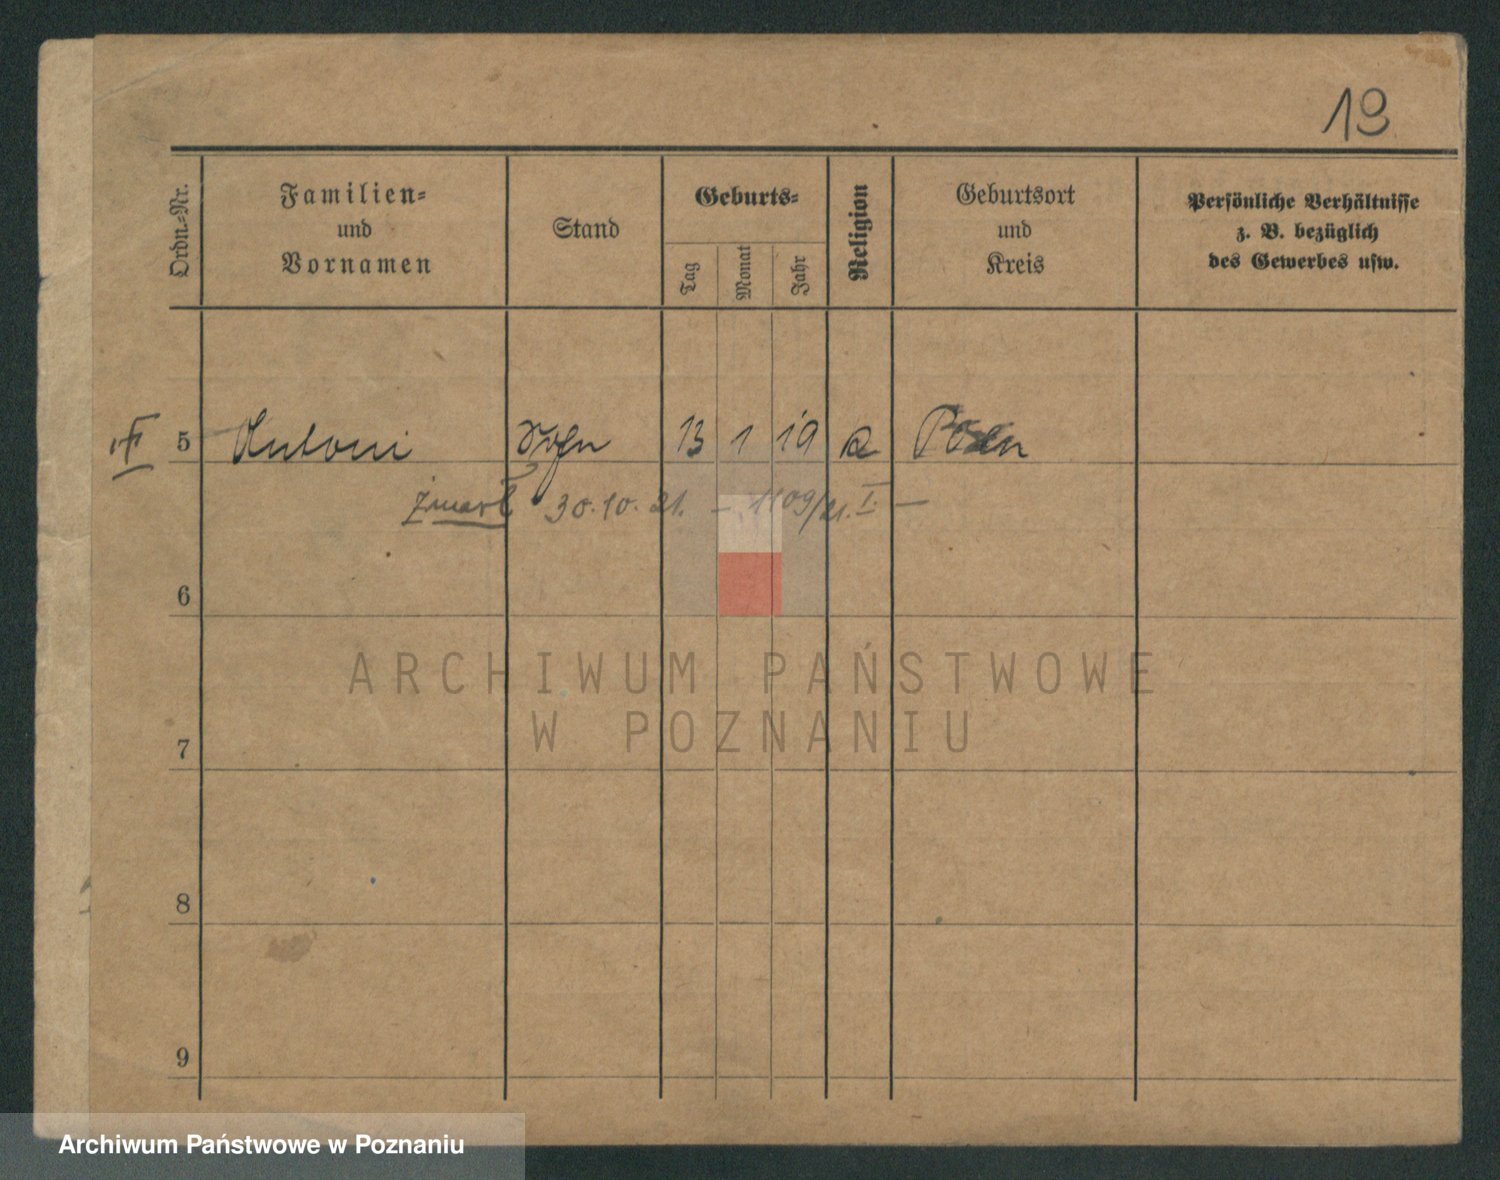 19
Ordn.-Nr.
Familien-
und
Vornamen
Stand
Geburts-
Tag
Monat
Jahr
Religion
Geburtsort
und
Kreis
Persönliche Verhältnisse
z. B. bezüglich
des Gewerbes usw.
5 Antoni Sohn 13 1 19 Posen
Zmarł 30.10.21. – 1109/21. I. –
6
ARCHIWUM PAŃSTWOWE
W POZNANIU
7
8
9
Archiwum Państwowe w Poznaniu